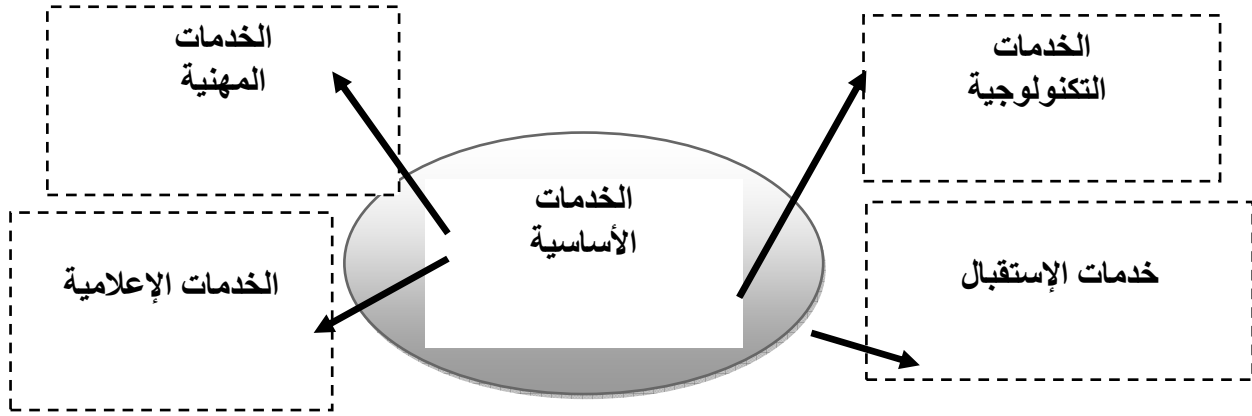 الخدمات
التكنولوجية
الخدمات
المهنية
الخدمات
الأساسية
خدمات الإستقبال
الخدمات الإعلامية